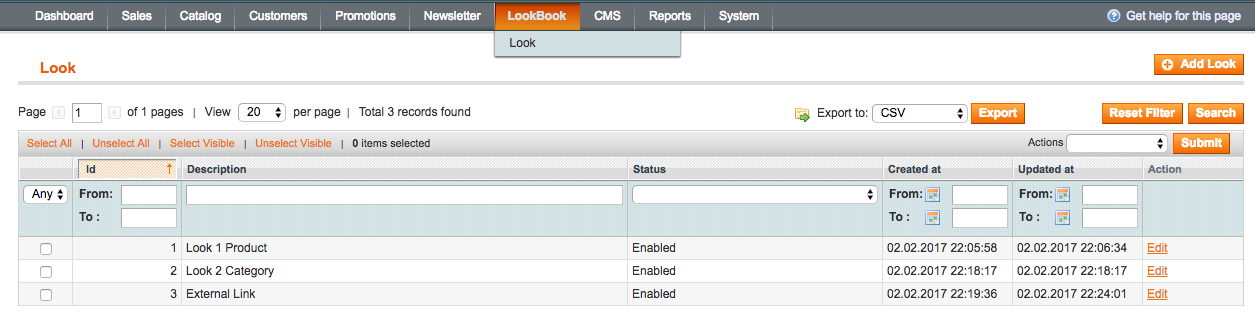 Dashboard Sales Catalog Customers Promotions Newsletter LookBook CMS Reports System Get help for this page
Look
Look Add Look
Page 1 of 1 pages | View 20 per page | Total 3 records found Export to: CSV Export Reset Filter Search
Select All | Unselect All | Select Visible | Unselect Visible | 0 items selected Actions Submit
Id Description Status Created at Updated at Action
Any From: From: From:
To : To : To :
1 Look 1 Product Enabled 02.02.2017 22:05:58 02.02.2017 22:06:34 Edit
2 Look 2 Category Enabled 02.02.2017 22:18:17 02.02.2017 22:18:17 Edit
3 External Link Enabled 02.02.2017 22:19:36 02.02.2017 22:24:01 Edit